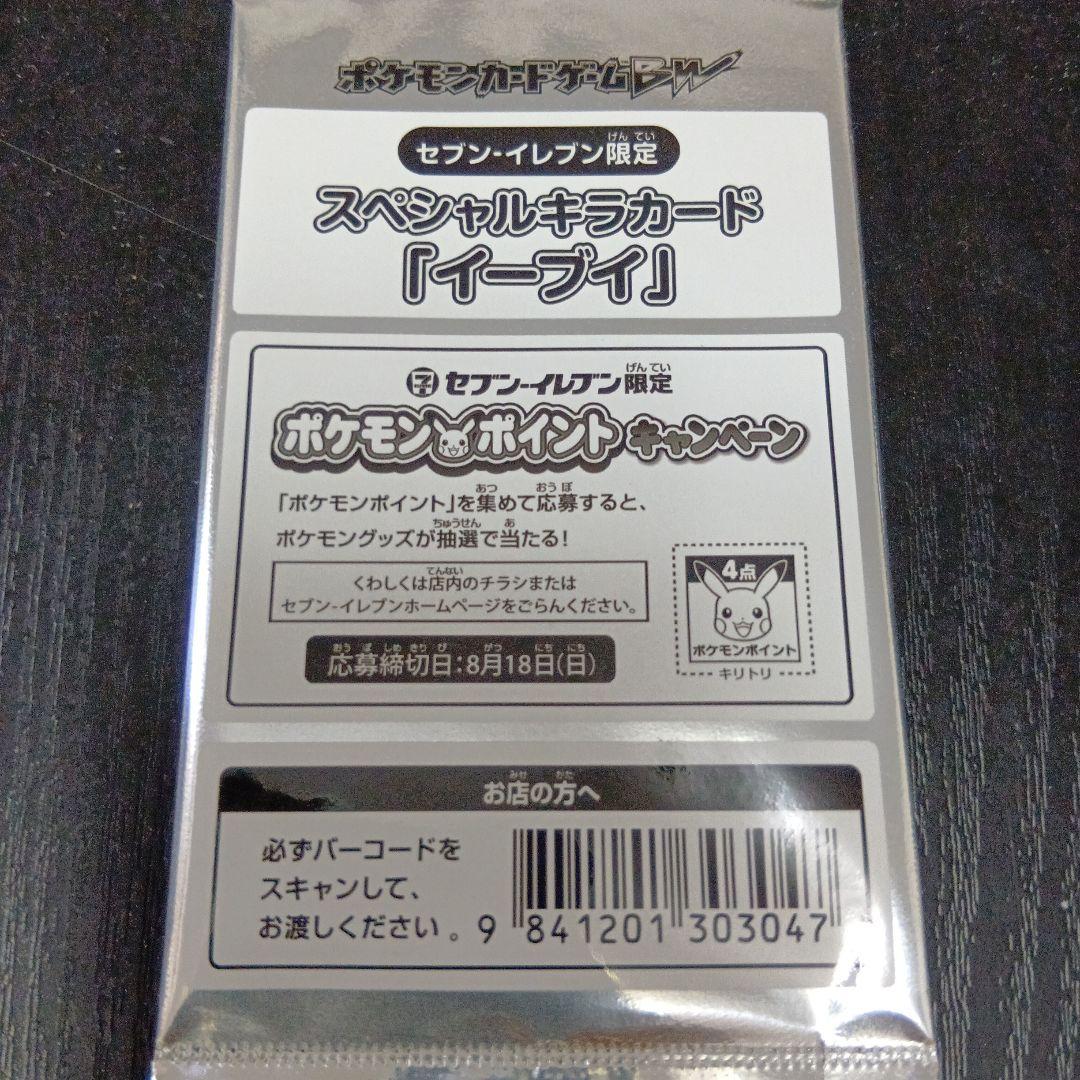 ポケモンカードゲームBW
セブン-イレブン限定
スペシャルキラカード
「イーブイ」
セブン-イレブン限定
ポケモンポイントキャンペーン
「ポケモンポイント」を集めて応募すると、
ポケモングッズが抽選で当たる!
くわしくは店内のチラシまたは
セブン-イレブンホームページをごらんください。
応募締切日:8月18日(日)
4点
ポケモンポイント
キリトリ
お店の方へ
必ずバーコードを
スキャンして、
お渡しください。
9 841201 303047